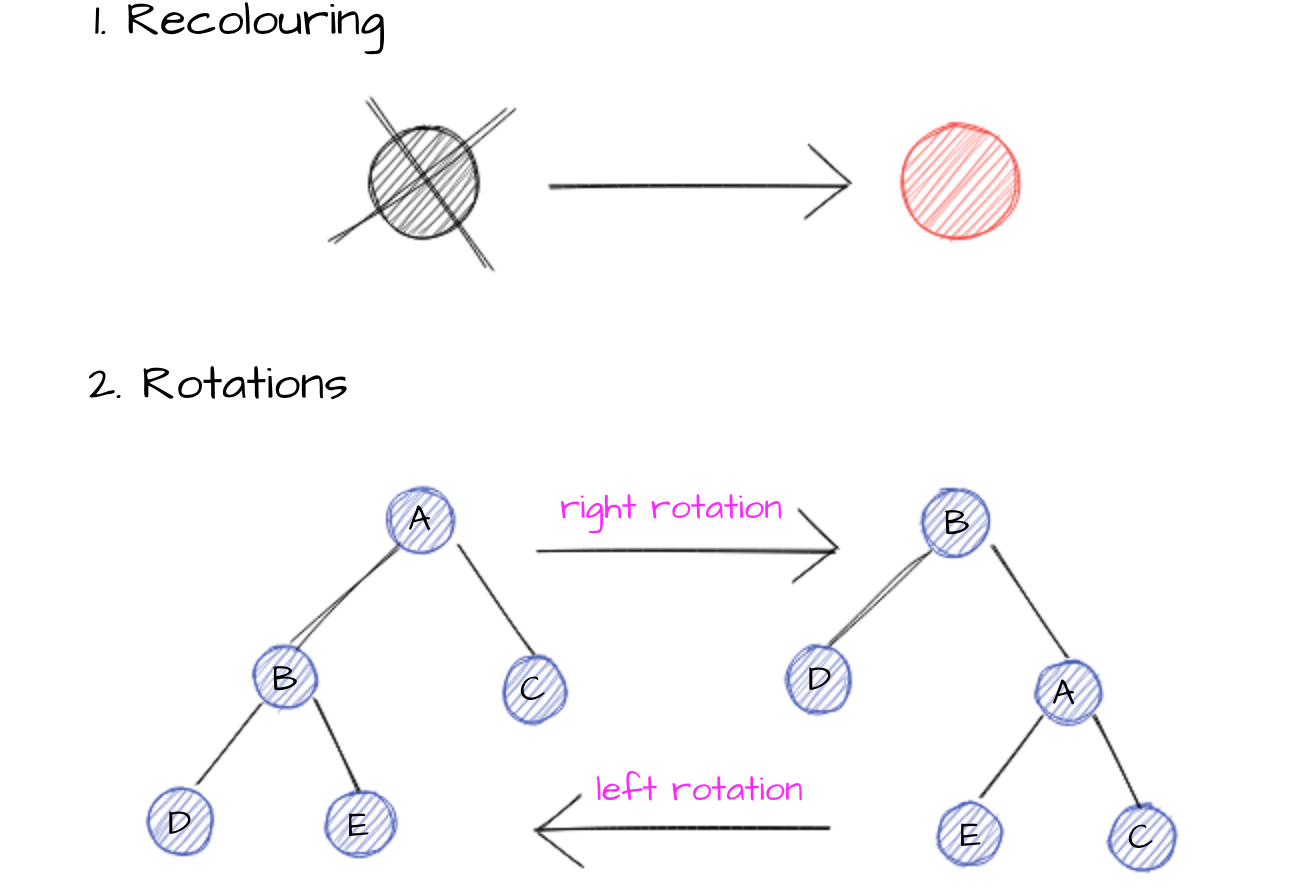 1. Recolouring
2. Rotations
A
right rotation
B
B
C
D
A
D
E
left rotation
E
C